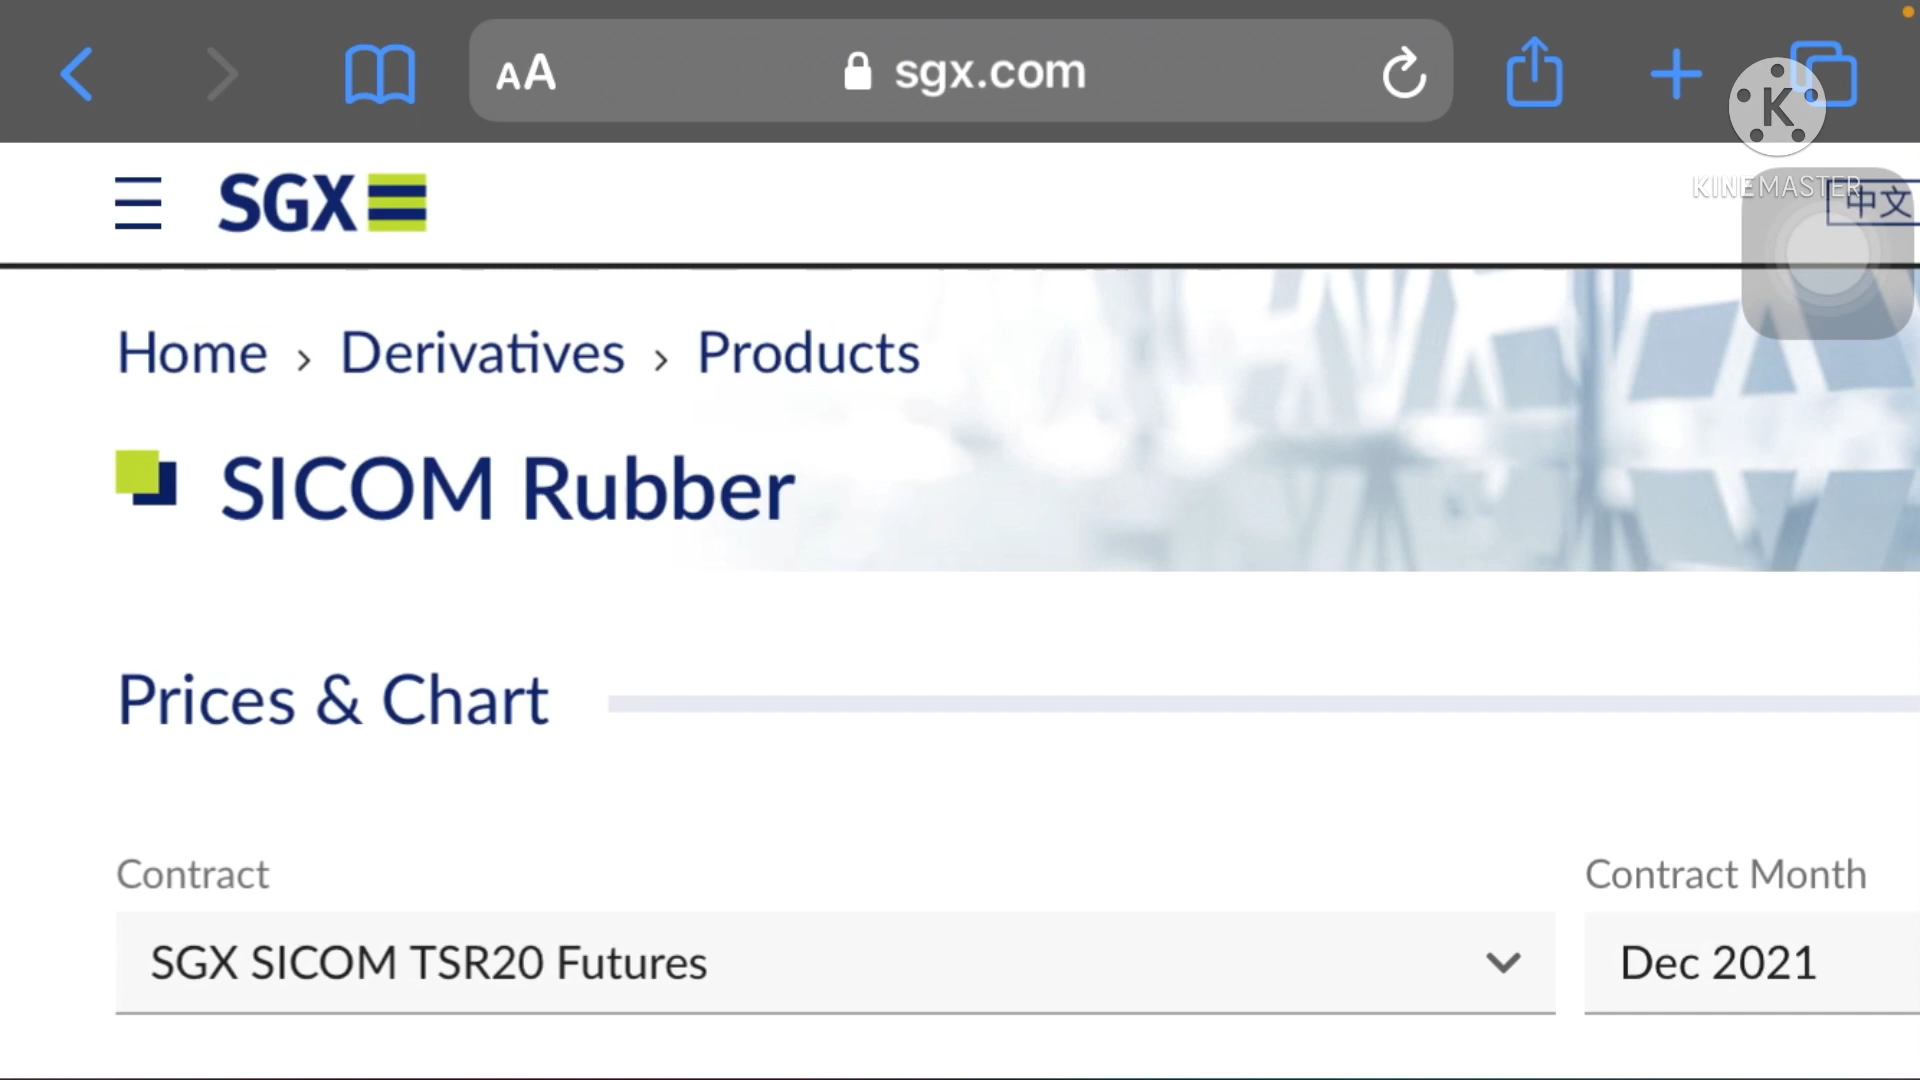 AA sgx.com
K
KINEMASTER
SGX
中文
Home › Derivatives › Products
SICOM Rubber
Prices & Chart
Contract Contract Month
SGX SICOM TSR20 Futures Dec 2021